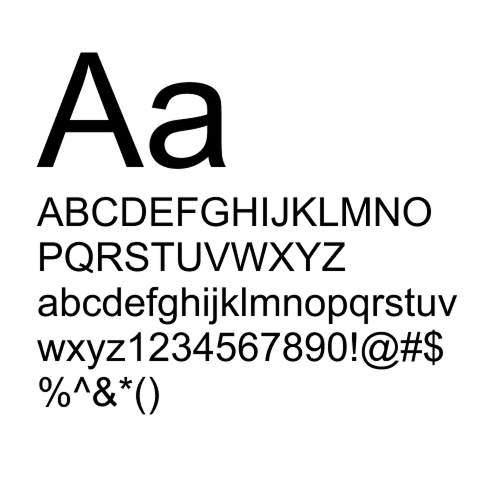 Aa
ABCDEFGHIJKLMNO
PQRSTUVWXYZ
abcdefghijklmnopqrstuv
wxyz1234567890!@#$
%^&*()